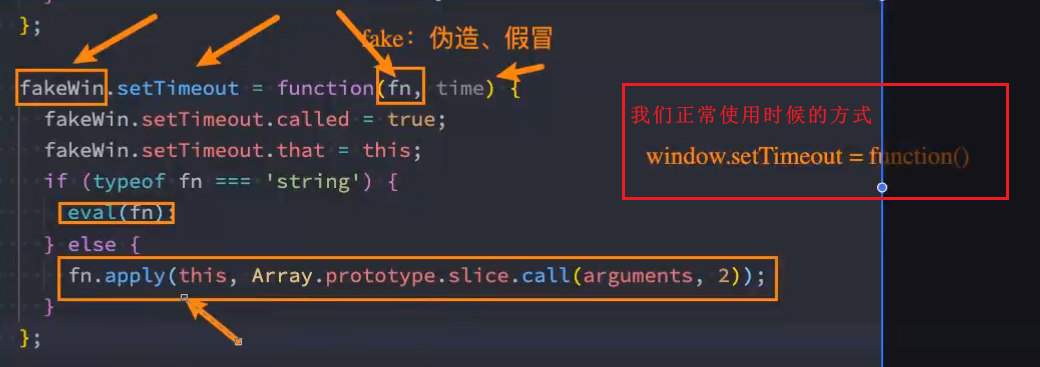 };
fake：伪造、假冒
fakeWin.setTimeout = function(fn, time) {
fakeWin.setTimeout.called = true;
fakeWin.setTimeout.that = this;
if (typeof fn === 'string') {
eval(fn);
} else {
fn.apply(this, Array.prototype.slice.call(arguments, 2));
}
};
我们正常使用时候的方式
window.setTimeout = function()